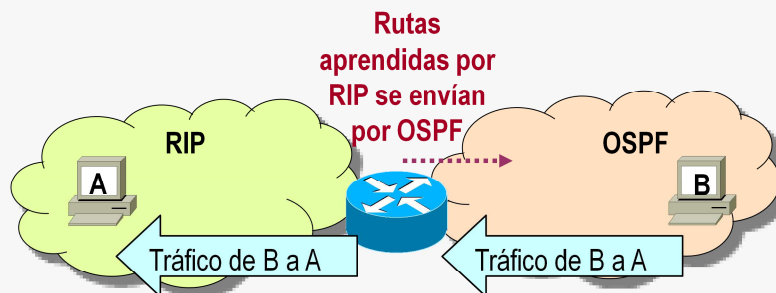 Rutas
aprendidas por
RIP se envían
por OSPF
RIP
OSPF
A
B
Tráfico de B a A
Tráfico de B a A